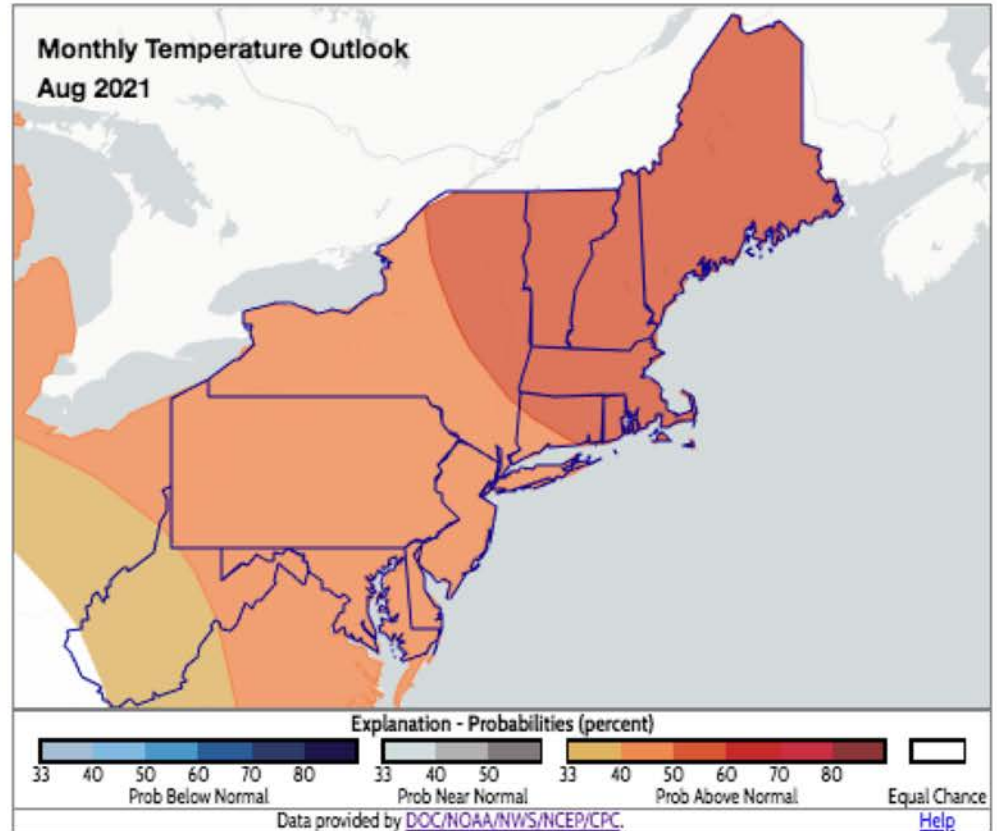 Monthly Temperature Outlook
Aug 2021
Explanation - Probabilities (percent)
33 40 50 60 70 80 33 40 50 33 40 50 60 70 80
Prob Below Normal Prob Near Normal Prob Above Normal Equal Chance
Data provided by DOC/NOAA/NWS/NCEP/CPC. Help